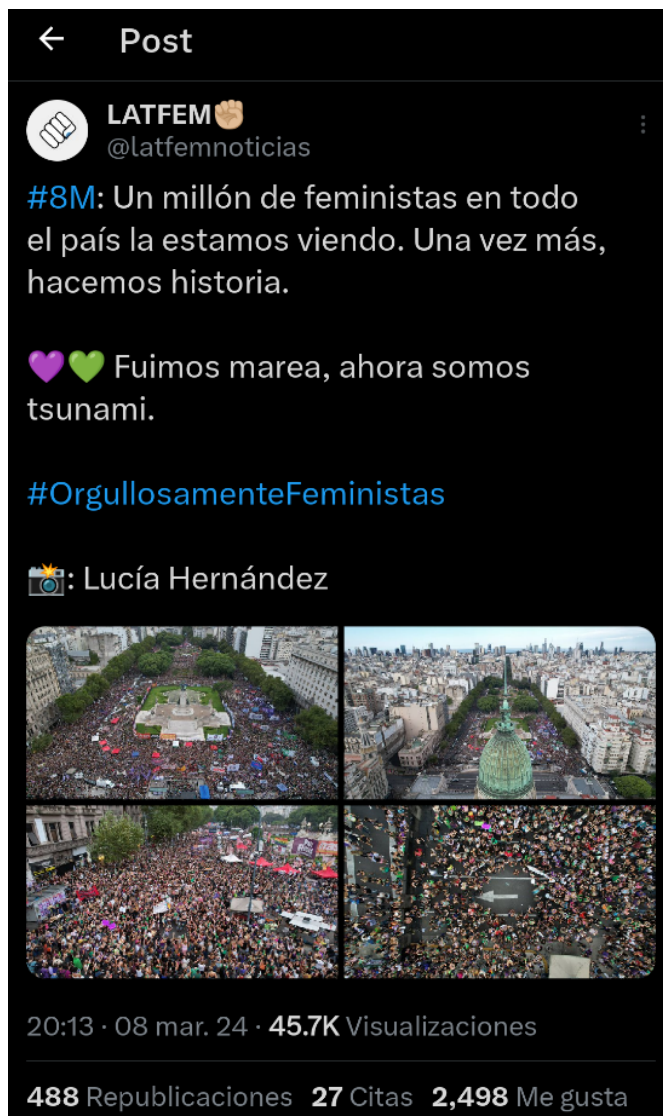 Post
LATFEM✊🏼
@latfemnoticias
#8M: Un millón de feministas en todo
el país la estamos viendo. Una vez más,
hacemos historia.
💜💚 Fuimos marea, ahora somos
tsunami.
#OrgullosamenteFeministas
📸: Lucía Hernández
20:13 · 08 mar. 24 · 45.7K Visualizaciones
488 Republicaciones 27 Citas 2,498 Me gusta